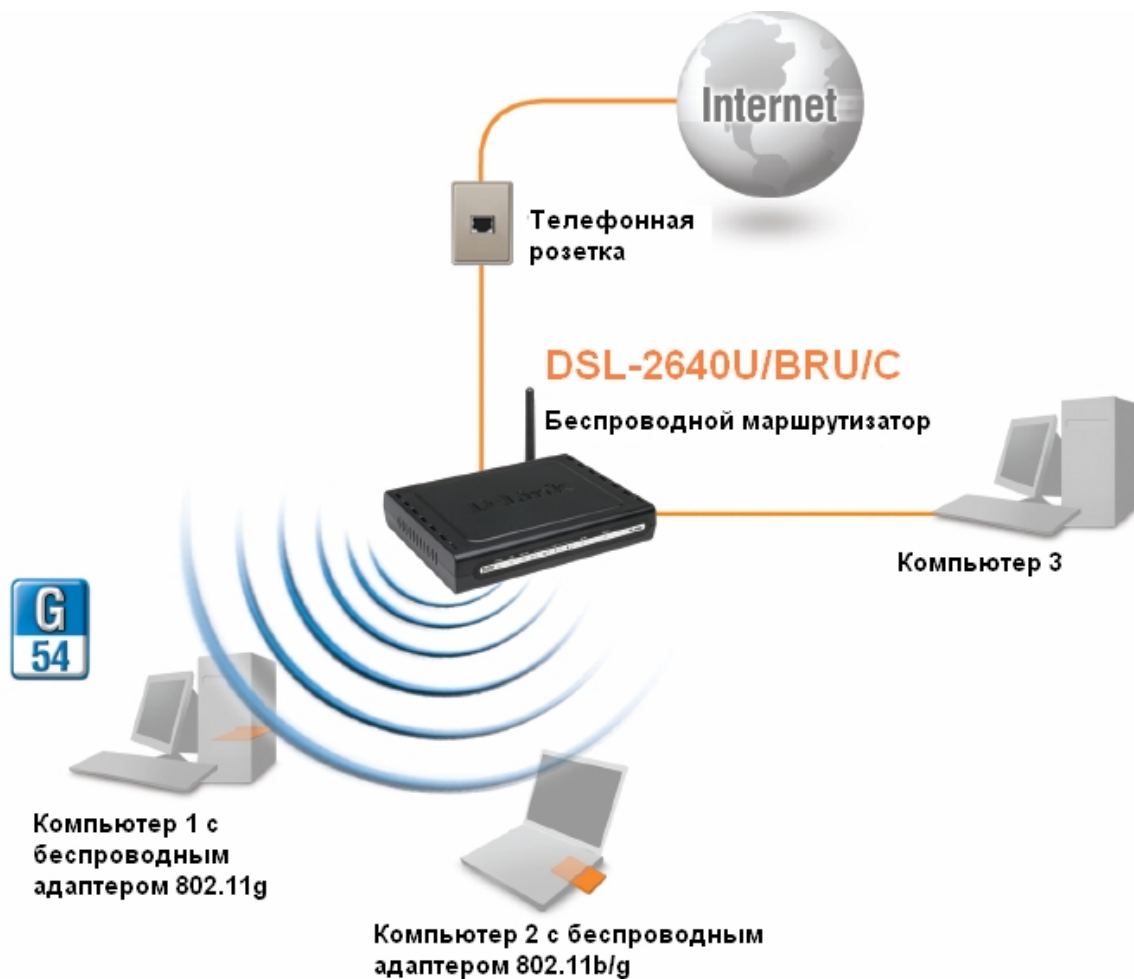 Internet
Телефонная
розетка
DSL-2640U/BRU/C
Беспроводной маршрутизатор
D-Link
Компьютер 3
G
54
Компьютер 1 с
беспроводным
адаптером 802.11g
Компьютер 2 с беспроводным
адаптером 802.11b/g